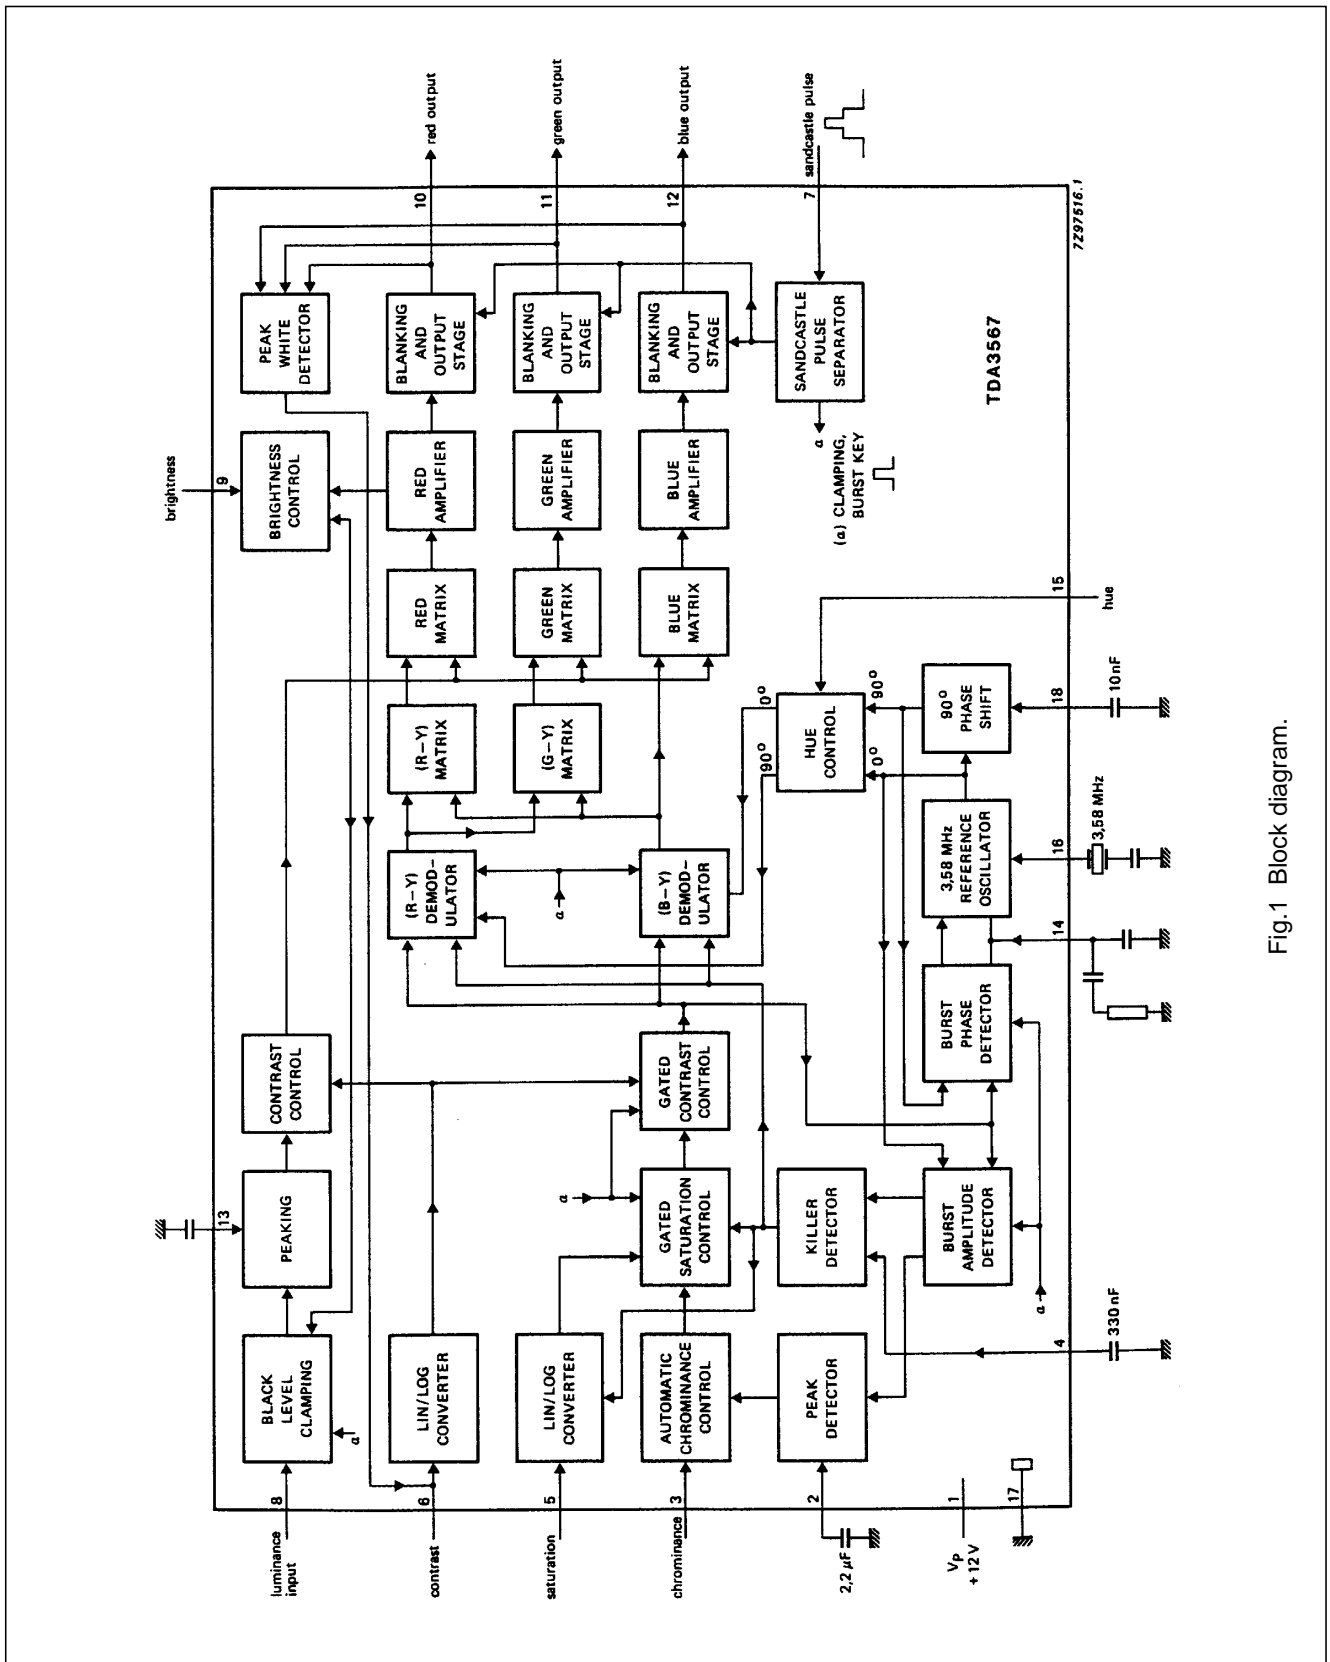 luminance
input
8
BLACK
LEVEL
CLAMPING
a
PEAKING
13
CONTRAST
CONTROL
brightness
9
BRIGHTNESS
CONTROL
PEAK
WHITE
DETECTOR
contrast
6
LIN/LOG
CONVERTER
(R–Y)
DEMOD–
ULATOR
(R–Y)
MATRIX
RED
MATRIX
RED
AMPLIFIER
BLANKING
AND
OUTPUT
STAGE
10
red output
saturation
5
LIN/LOG
CONVERTER
a
a
(G–Y)
MATRIX
GREEN
MATRIX
GREEN
AMPLIFIER
BLANKING
AND
OUTPUT
STAGE
11
green output
chrominance
3
AUTOMATIC
CHROMINANCE
CONTROL
GATED
SATURATION
CONTROL
GATED
CONTRAST
CONTROL
(B–Y)
DEMOD–
ULATOR
BLUE
MATRIX
BLUE
AMPLIFIER
BLANKING
AND
OUTPUT
STAGE
12
blue output
2
2,2 µF
PEAK
DETECTOR
KILLER
DETECTOR
90°
0°
HUE
CONTROL
0°
90°
a
(a) CLAMPING,
BURST KEY
SANDCASTLE
PULSE
SEPARATOR
7
sandcastle pulse
VP
+ 12 V
1
BURST
AMPLITUDE
DETECTOR
BURST
PHASE
DETECTOR
3,58 MHz
REFERENCE
OSCILLATOR
90°
PHASE
SHIFT
TDA3567
17
a
4
330 nF
14
16
3,58 MHz
18
10 nF
15
hue
7Z97516.1
Fig.1 Block diagram.